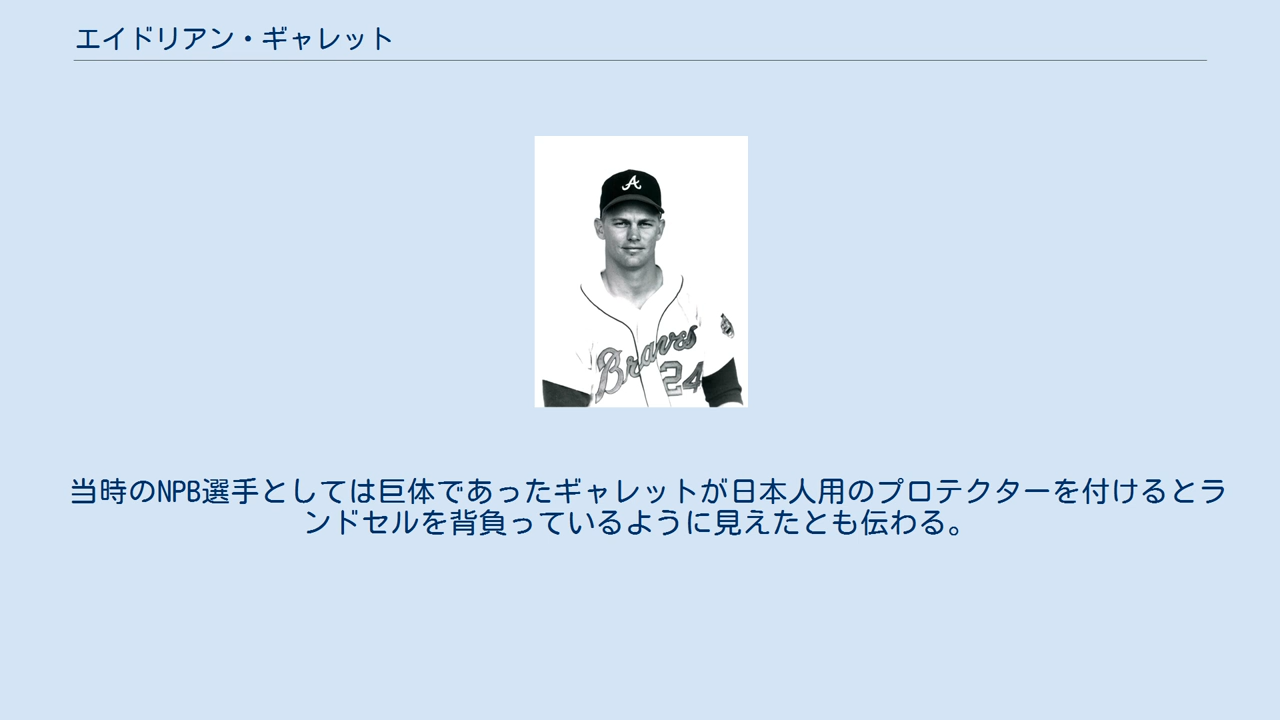 エイドリアン・ギャレット
A
Braves
24
当時のNPB選手としては巨体であったギャレットが日本人用のプロテクターを付けるとラ
ンドセルを背負っているように見えたとも伝わる。